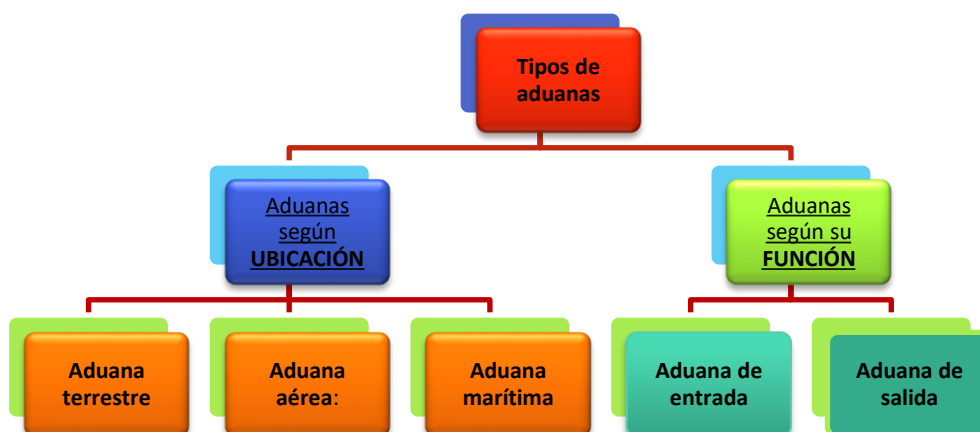 Tipos de
aduanas
Aduanas
según
UBICACIÓN
Aduanas
según su
FUNCIÓN
Aduana
terrestre
Aduana
aérea:
Aduana
marítima
Aduana de
entrada
Aduana de
salida